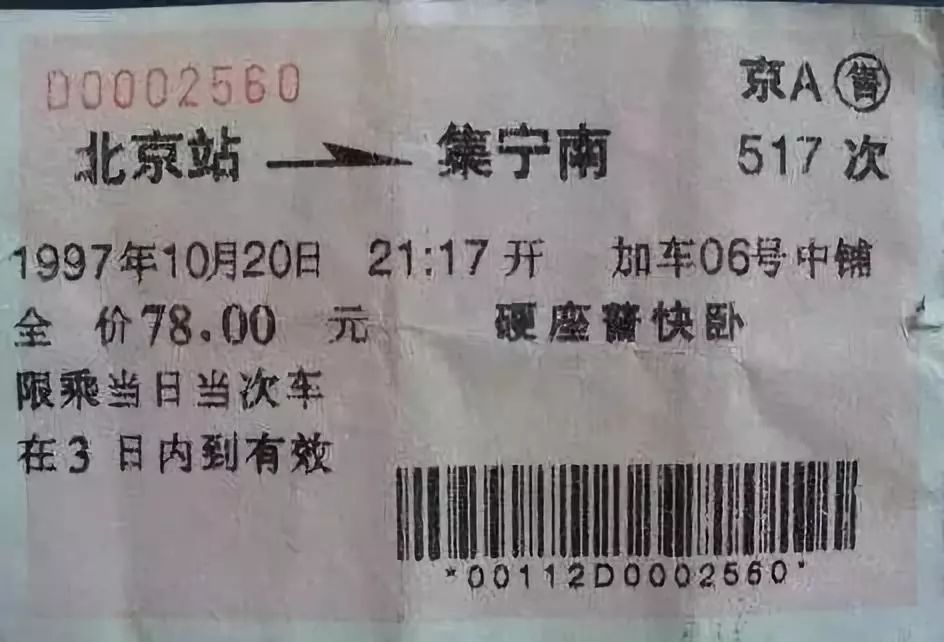 D0002560
京A 售
北京站 集宁南 517 次
1997年10月20日 21:17 开 加车06号中铺
全 价78.00 元 硬座普快卧
限乘当日当次车
在3 日内到有效
*00112D0002560*